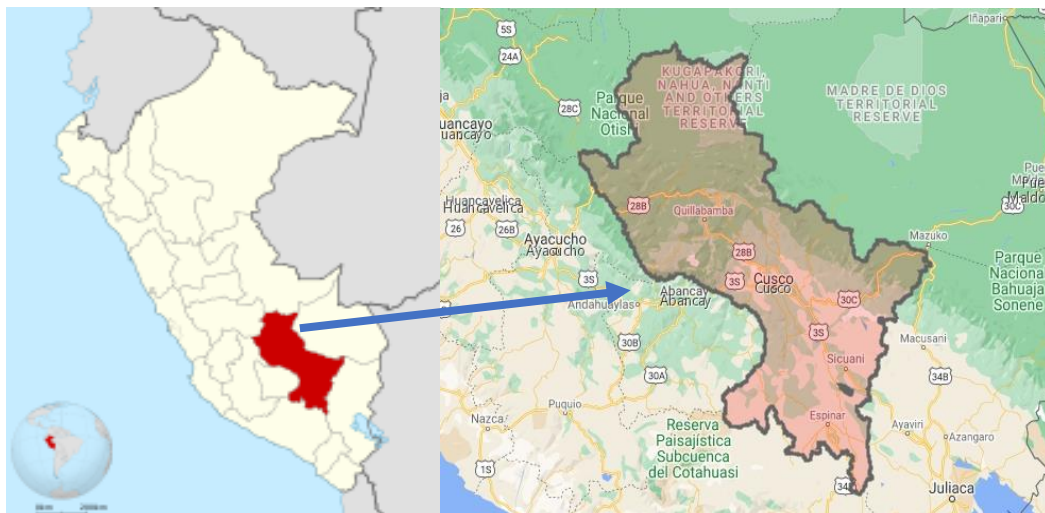 5S
Iñapari
24A
KUGAPAKORI,
NAHUA, NANTI
AND OTHERS
TERRITORIAL
RESERVE
MADRE DE DIOS
TERRITORIAL
RESERVE
Parque
Nacional
Otishi
28C
uancayo
Huancayo
Huancavelica
Huancavelica
28B
Quillabamba
30C
26
26B
Ayacucho
Ayacucho
28B
Mazuko
3S
3S
Cusco
Cusco
Parque
Nacional
Bahuaja
Sonene
Abancay
Abancay
Andahuaylas
30C
30B
3S
Macusani
Sicuani
30A
34B
Nazca
Puquio
Espinar
Ayaviri
Azangaro
Reserva
Paisajística
Subcuenca
del Cotahuasi
1S
Juliaca